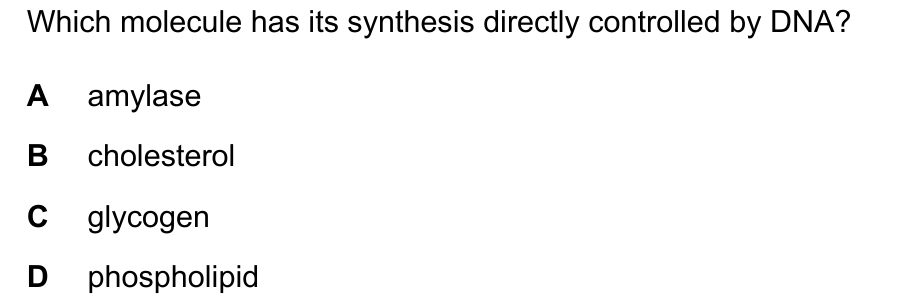 Which molecule has its synthesis directly controlled by DNA?
A amylase
B cholesterol
C glycogen
D phospholipid